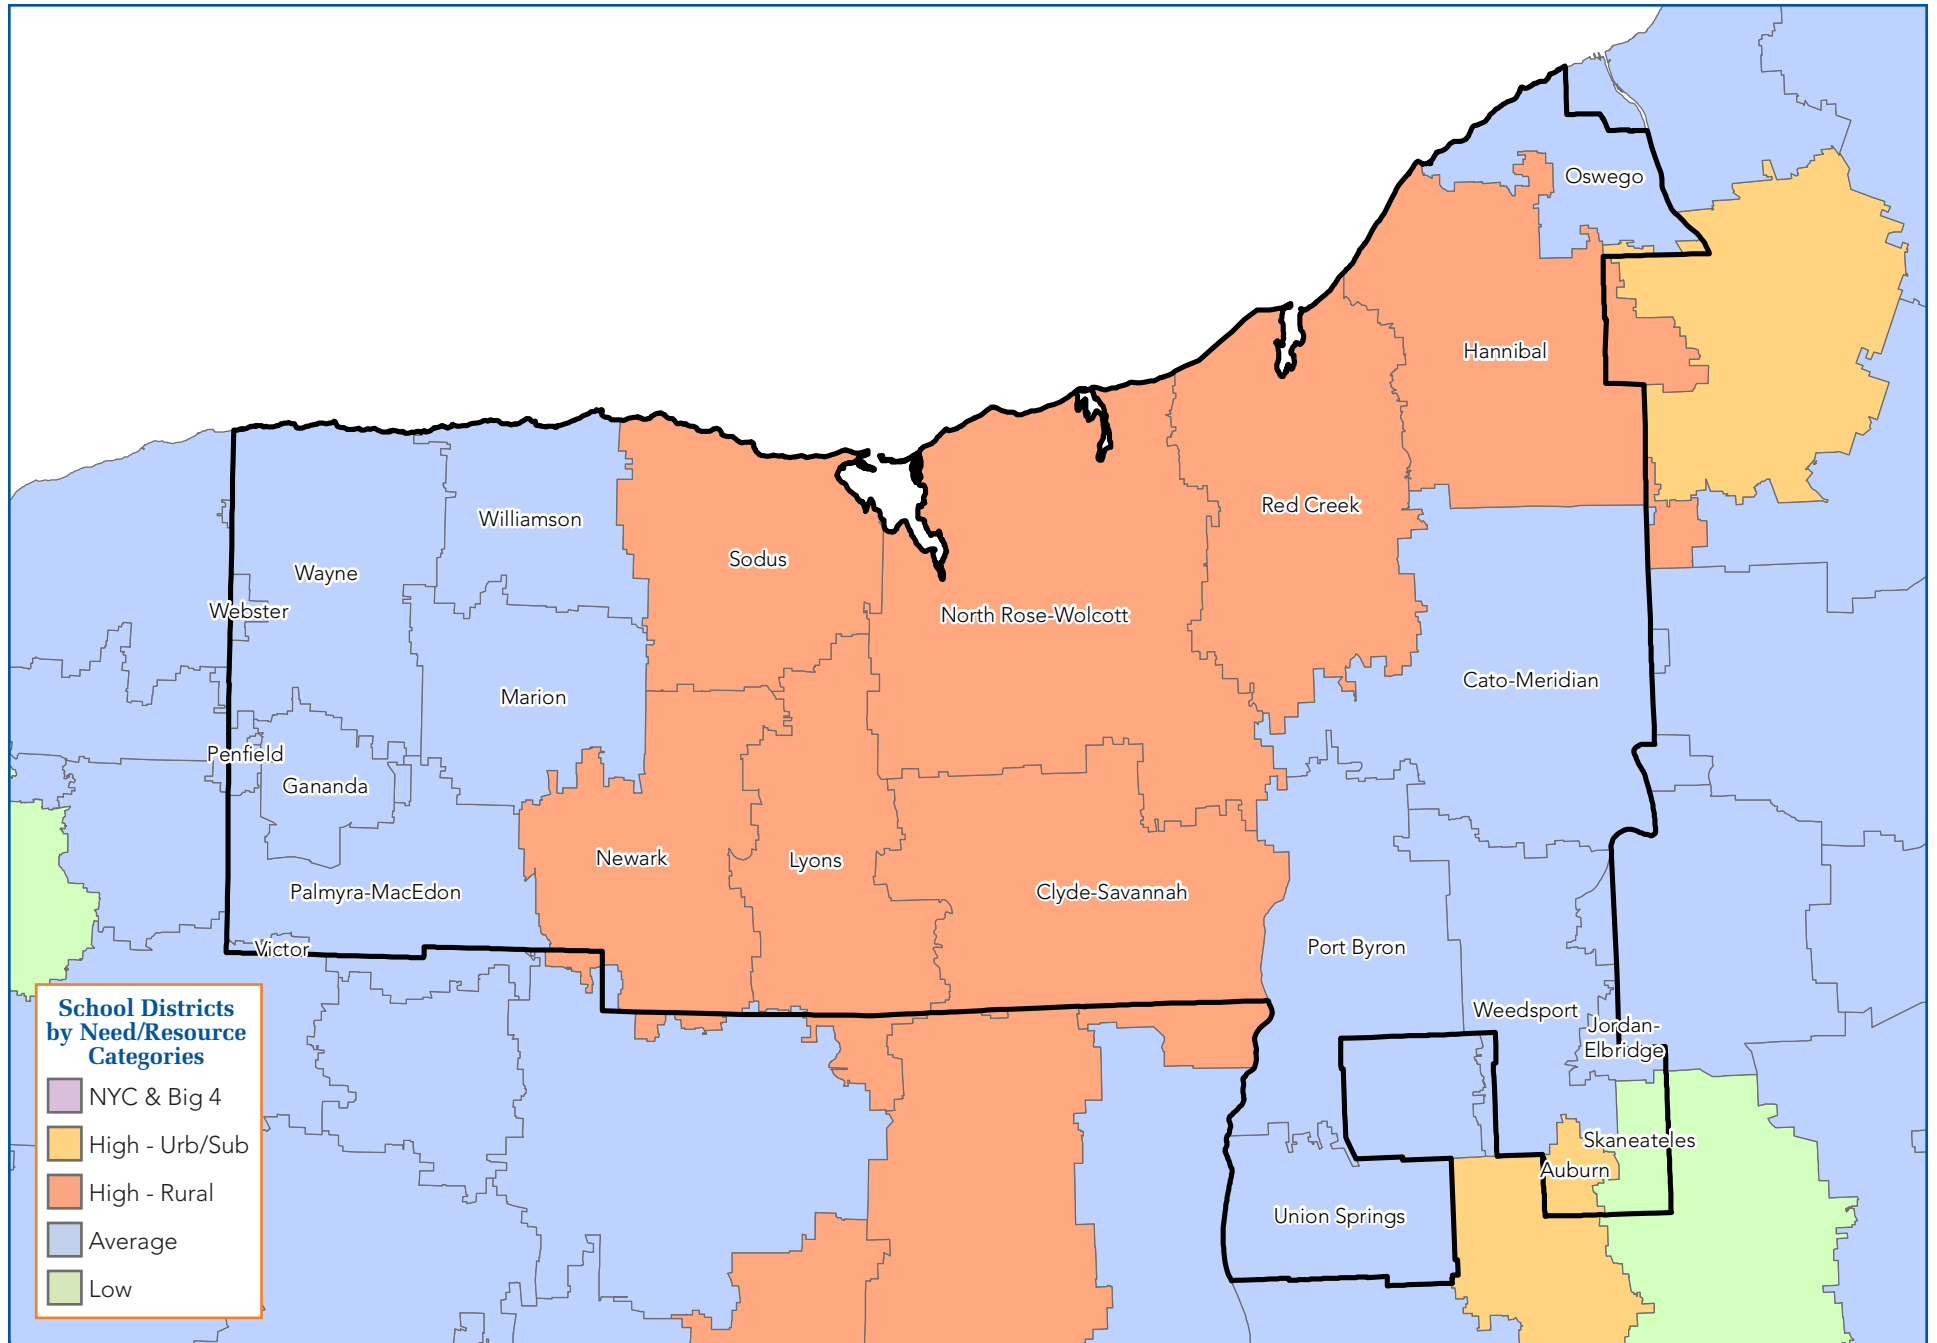 Oswego
Hannibal
Red Creek
Williamson
Sodus
Wayne
Webster
North Rose-Wolcott
Cato-Meridian
Marion
Penfield
Gananda
Newark
Lyons
Palmyra-MacEdon
Clyde-Savannah
Victor
Port Byron
Weedsport
Jordan-
Elbridge
Skaneateles
Auburn
Union Springs
School Districts
by Need/Resource
Categories
NYC & Big 4
High - Urb/Sub
High - Rural
Average
Low